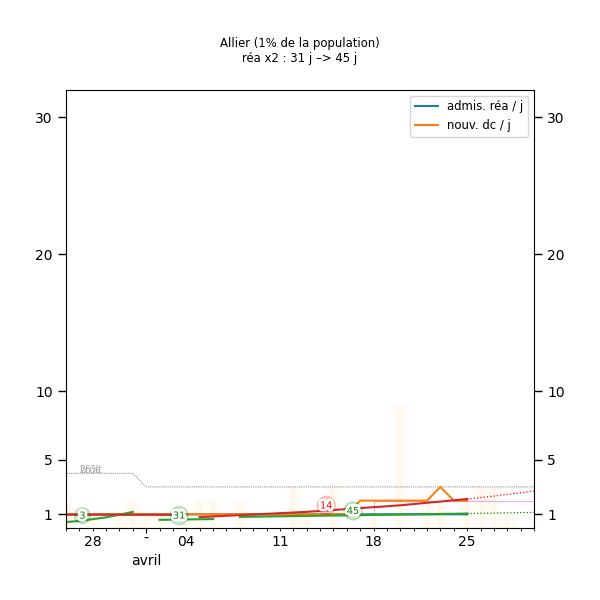 Allier (1% de la population)
réa x2 : 31 j –> 45 j
admis. réa / j
nouv. dc / j
30 30
20 20
10 10
5 5
1 1
3
31
14
45
28 - 04 11 18 25
avril